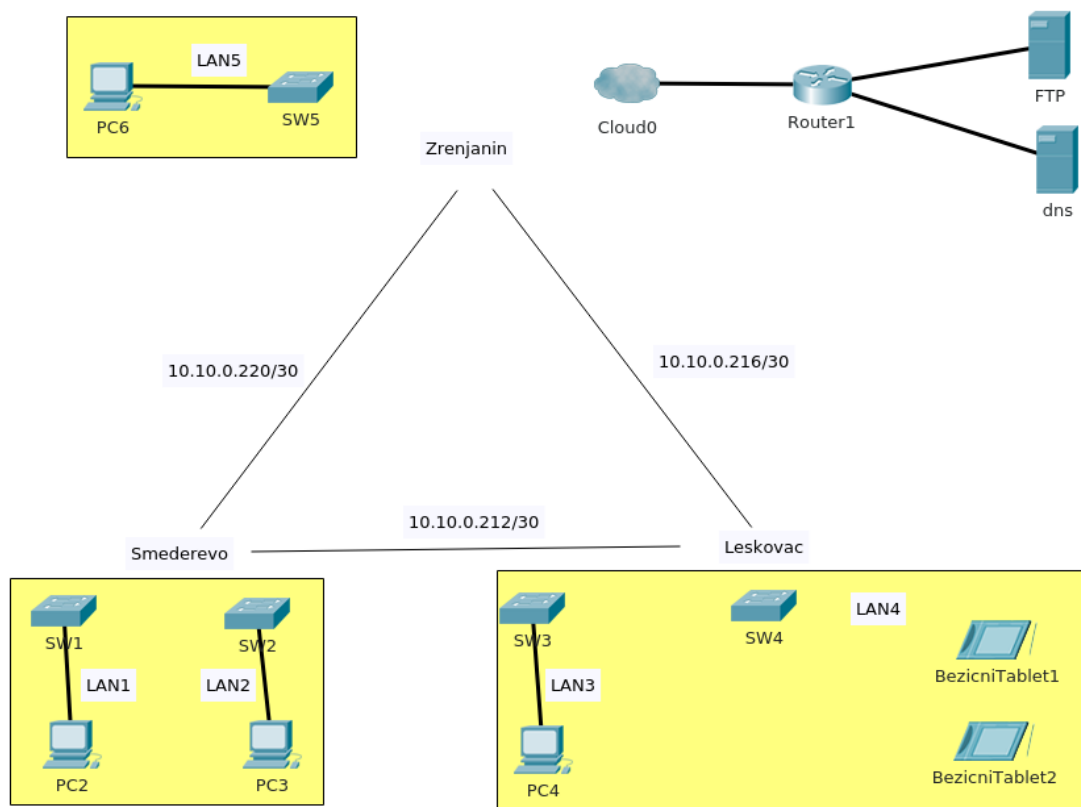 LAN5
PC6
SW5
Cloud0
Router1
FTP
dns
Zrenjanin
10.10.0.220/30
10.10.0.216/30
10.10.0.212/30
Smederevo
Leskovac
SW1
SW2
LAN1
LAN2
PC2
PC3
SW3
SW4
LAN4
LAN3
BezicniTablet1
PC4
BezicniTablet2